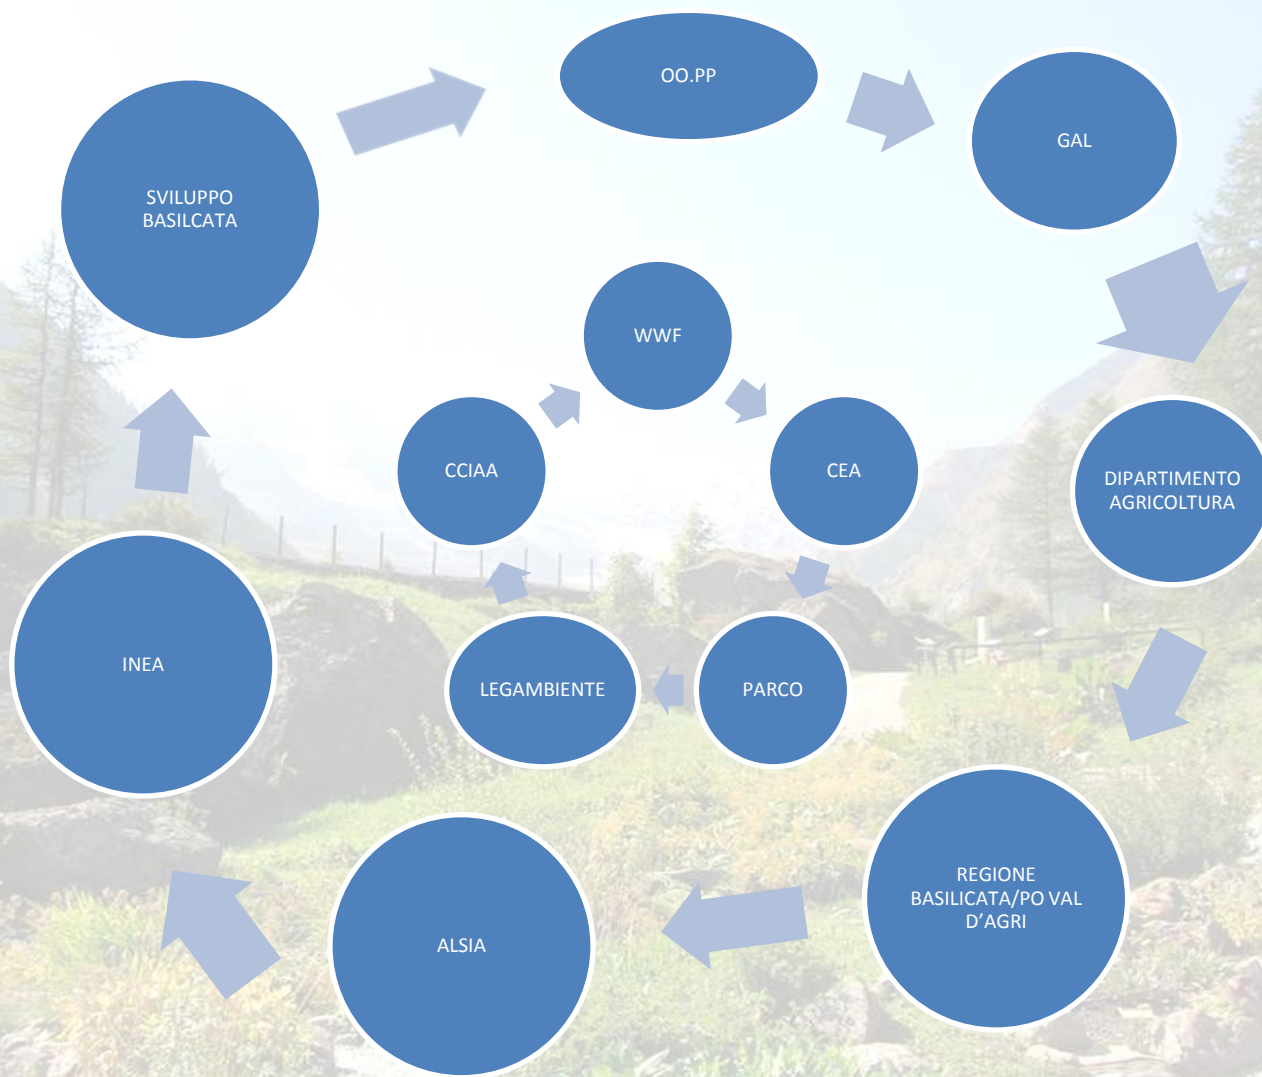 OO.PP
GAL
SVILUPPO
BASILCATA
WWF
CCIAA
CEA
DIPARTIMENTO
AGRICOLTURA
INEA
LEGAMBIENTE
PARCO
REGIONE
BASILICATA/PO VAL
D’AGRI
ALSIA